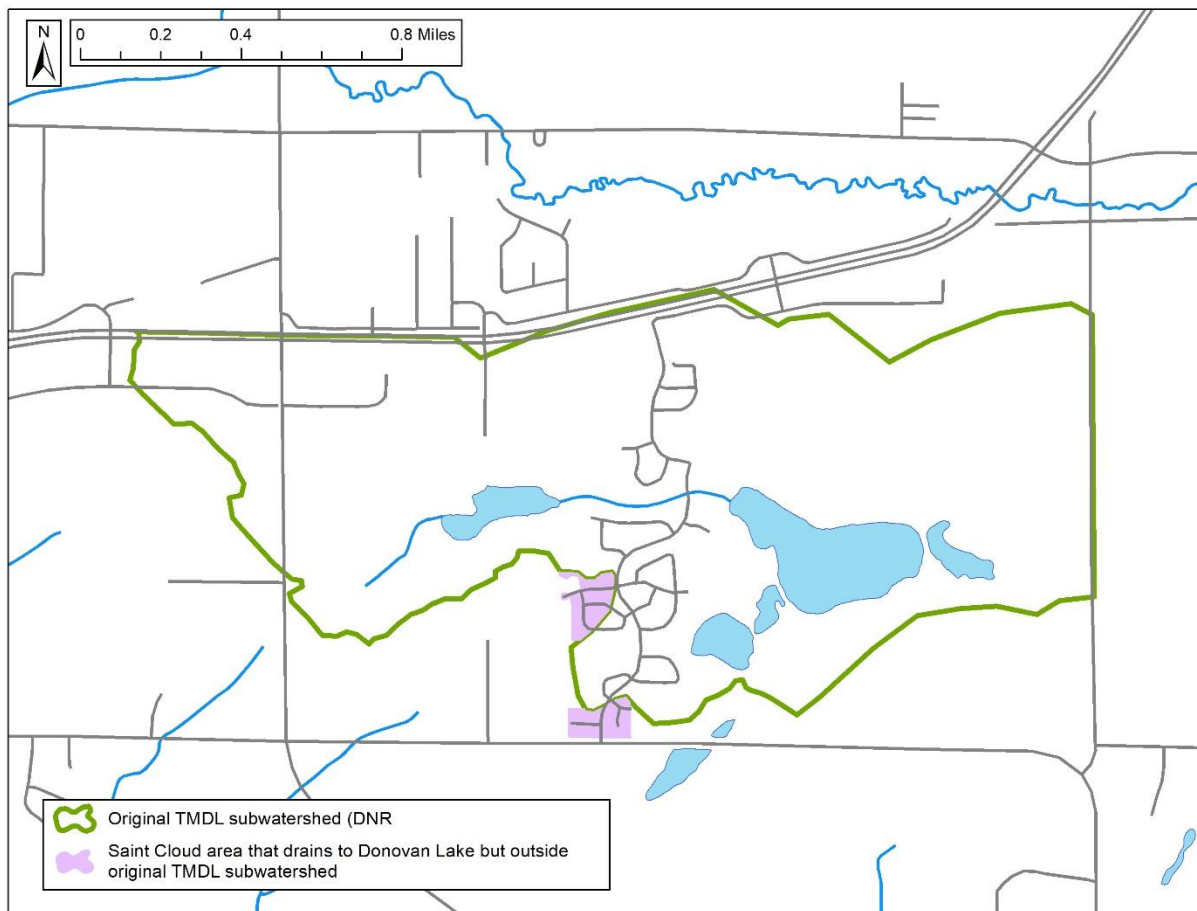 N
0 0.2 0.4 0.8 Miles
Original TMDL subwatershed (DNR
Saint Cloud area that drains to Donovan Lake but outside
original TMDL subwatershed